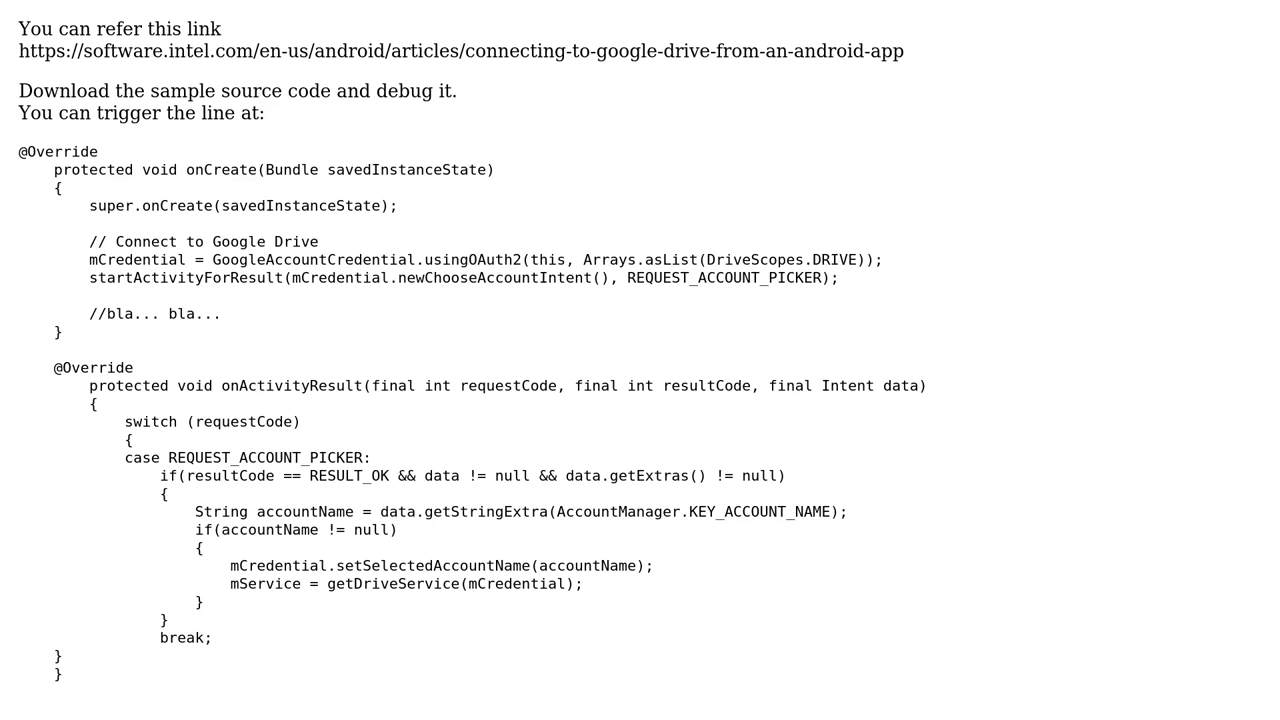 You can refer this link
https://software.intel.com/en-us/android/articles/connecting-to-google-drive-from-an-android-app
Download the sample source code and debug it.
You can trigger the line at:
@Override
    protected void onCreate(Bundle savedInstanceState)
    {
        super.onCreate(savedInstanceState);

        // Connect to Google Drive
        mCredential = GoogleAccountCredential.usingOAuth2(this, Arrays.asList(DriveScopes.DRIVE));
        startActivityForResult(mCredential.newChooseAccountIntent(), REQUEST_ACCOUNT_PICKER);

        //bla... bla...
    }

    @Override
        protected void onActivityResult(final int requestCode, final int resultCode, final Intent data)
        {
            switch (requestCode)
            {
            case REQUEST_ACCOUNT_PICKER:
                if(resultCode == RESULT_OK && data != null && data.getExtras() != null)
                {
                    String accountName = data.getStringExtra(AccountManager.KEY_ACCOUNT_NAME);
                    if(accountName != null)
                    {
                        mCredential.setSelectedAccountName(accountName);
                        mService = getDriveService(mCredential);
                    }
                }
                break;
    }
    }